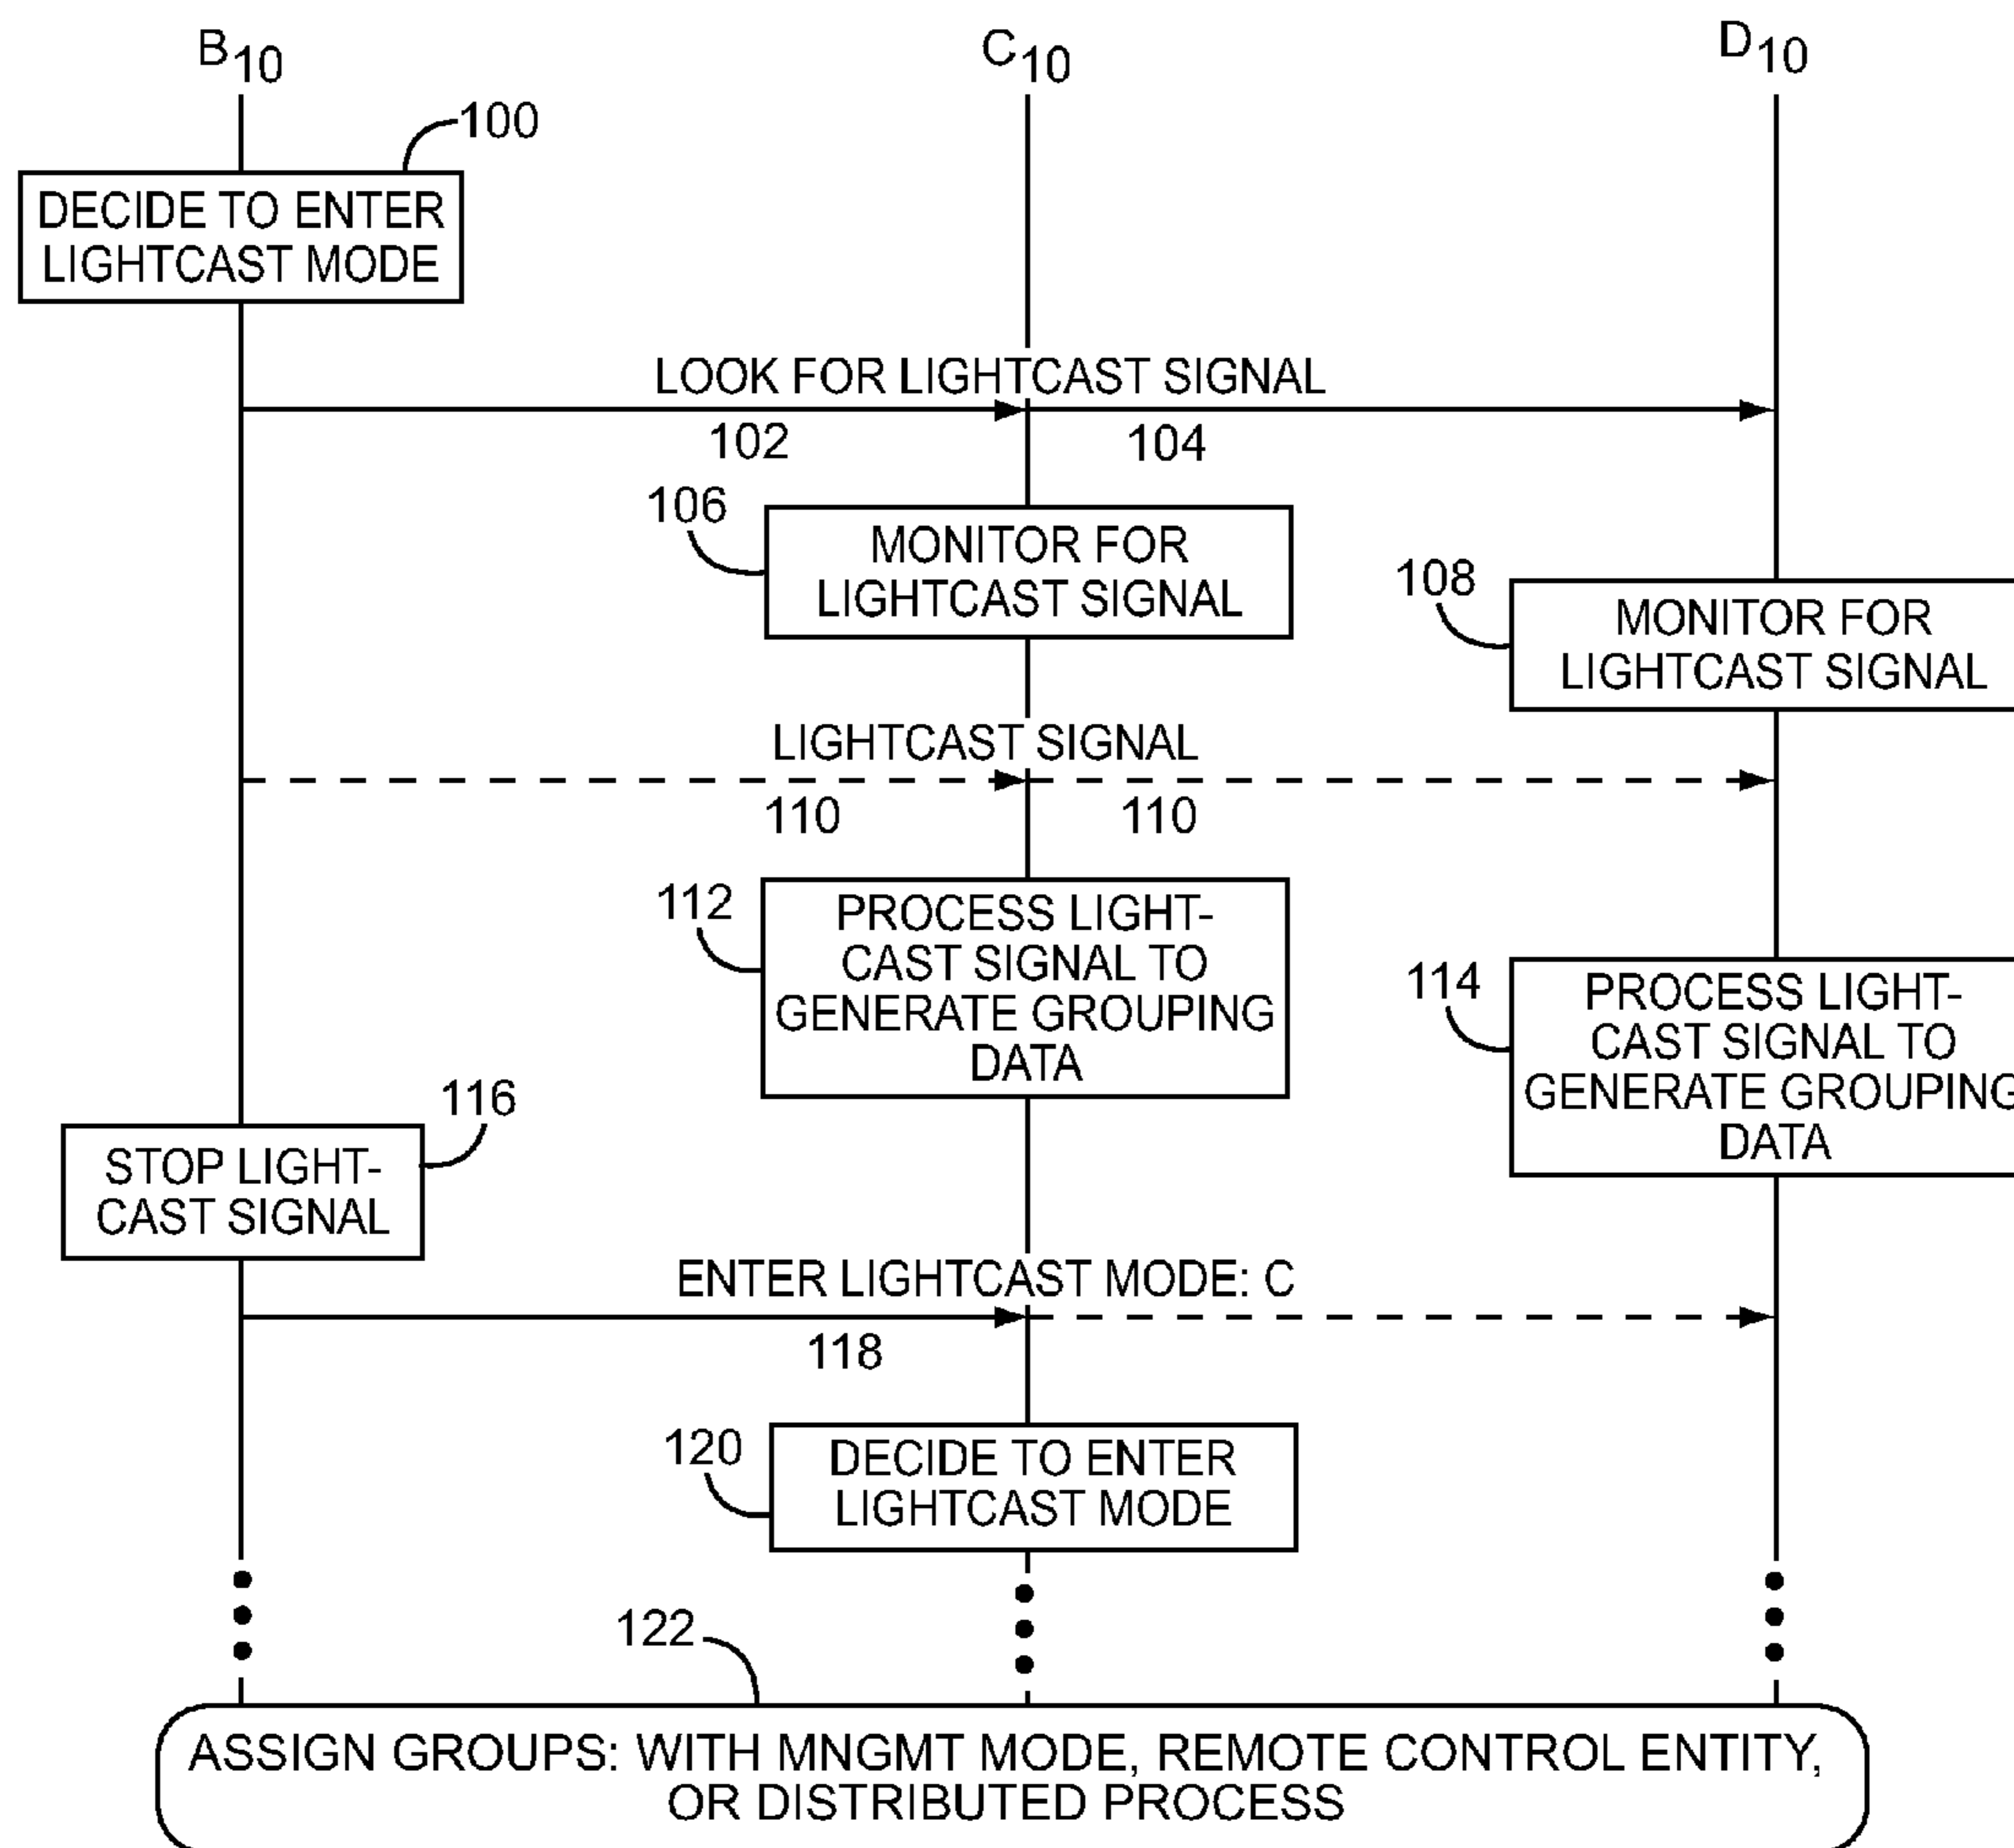 B10
C10
D10
100
DECIDE TO ENTER
LIGHTCAST MODE
LOOK FOR LIGHTCAST SIGNAL
102
104
106
MONITOR FOR
LIGHTCAST SIGNAL
108
MONITOR FOR
LIGHTCAST SIGNAL
LIGHTCAST SIGNAL
110
110
112
PROCESS LIGHT-
CAST SIGNAL TO
GENERATE GROUPING
DATA
114
PROCESS LIGHT-
CAST SIGNAL TO
GENERATE GROUPING
DATA
116
STOP LIGHT-
CAST SIGNAL
ENTER LIGHTCAST MODE: C
118
120
DECIDE TO ENTER
LIGHTCAST MODE
122
ASSIGN GROUPS: WITH MNGMT MODE, REMOTE CONTROL ENTITY,
OR DISTRIBUTED PROCESS